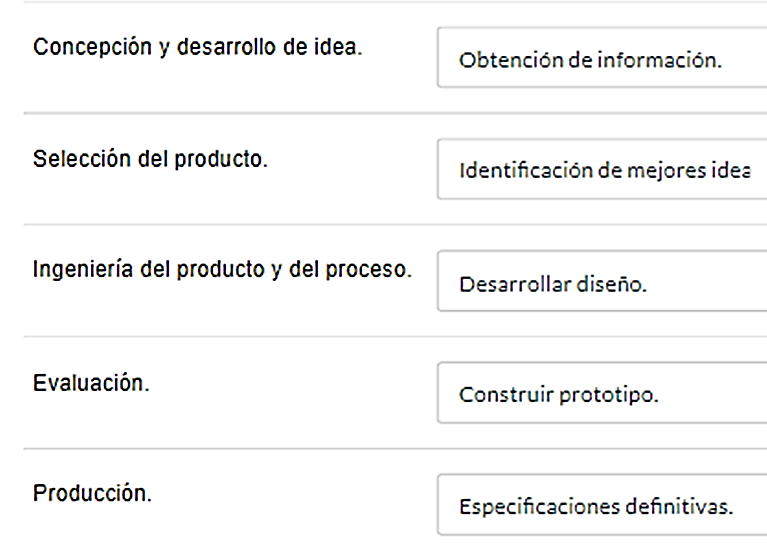 Concepción y desarrollo de idea.
Obtención de información.
Selección del producto.
Identificación de mejores idea
Ingeniería del producto y del proceso.
Desarrollar diseño.
Evaluación.
Construir prototipo.
Producción.
Especificaciones definitivas.